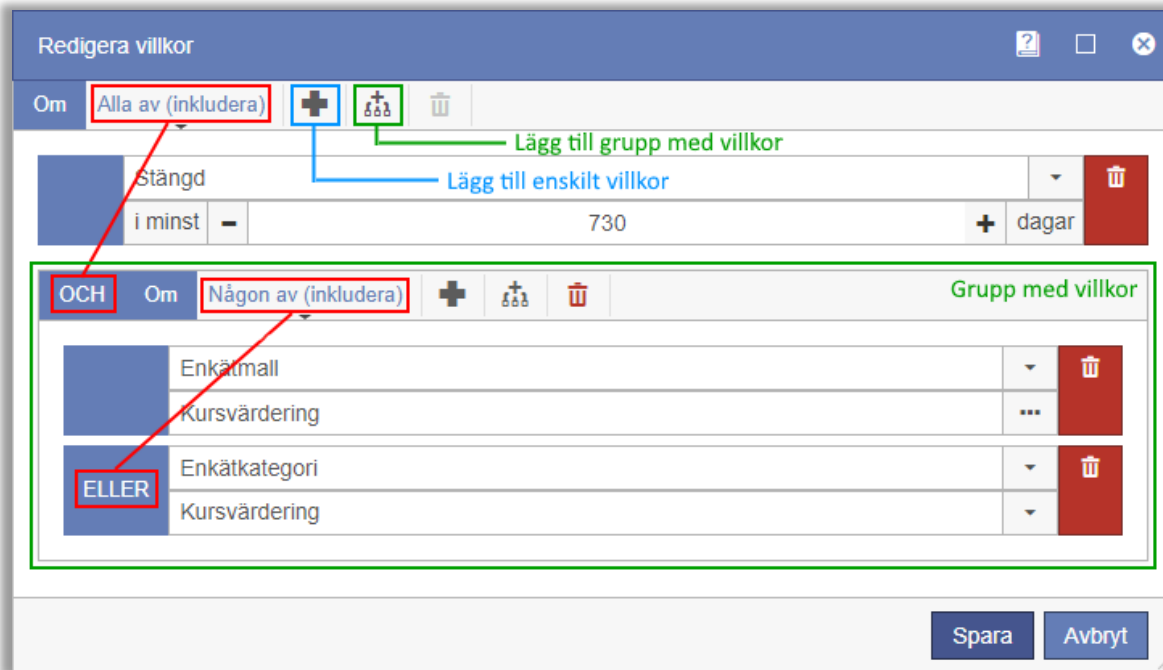 Redigera villkor
Om Alla av (inkludera)
Lägg till grupp med villkor
Stängd
Lägg till enskilt villkor
i minst 730 dagar
OCH Om Någon av (inkludera) Grupp med villkor
Enkätmall
Kursvärdering
ELLER Enkätkategori
Kursvärdering
Spara Avbryt